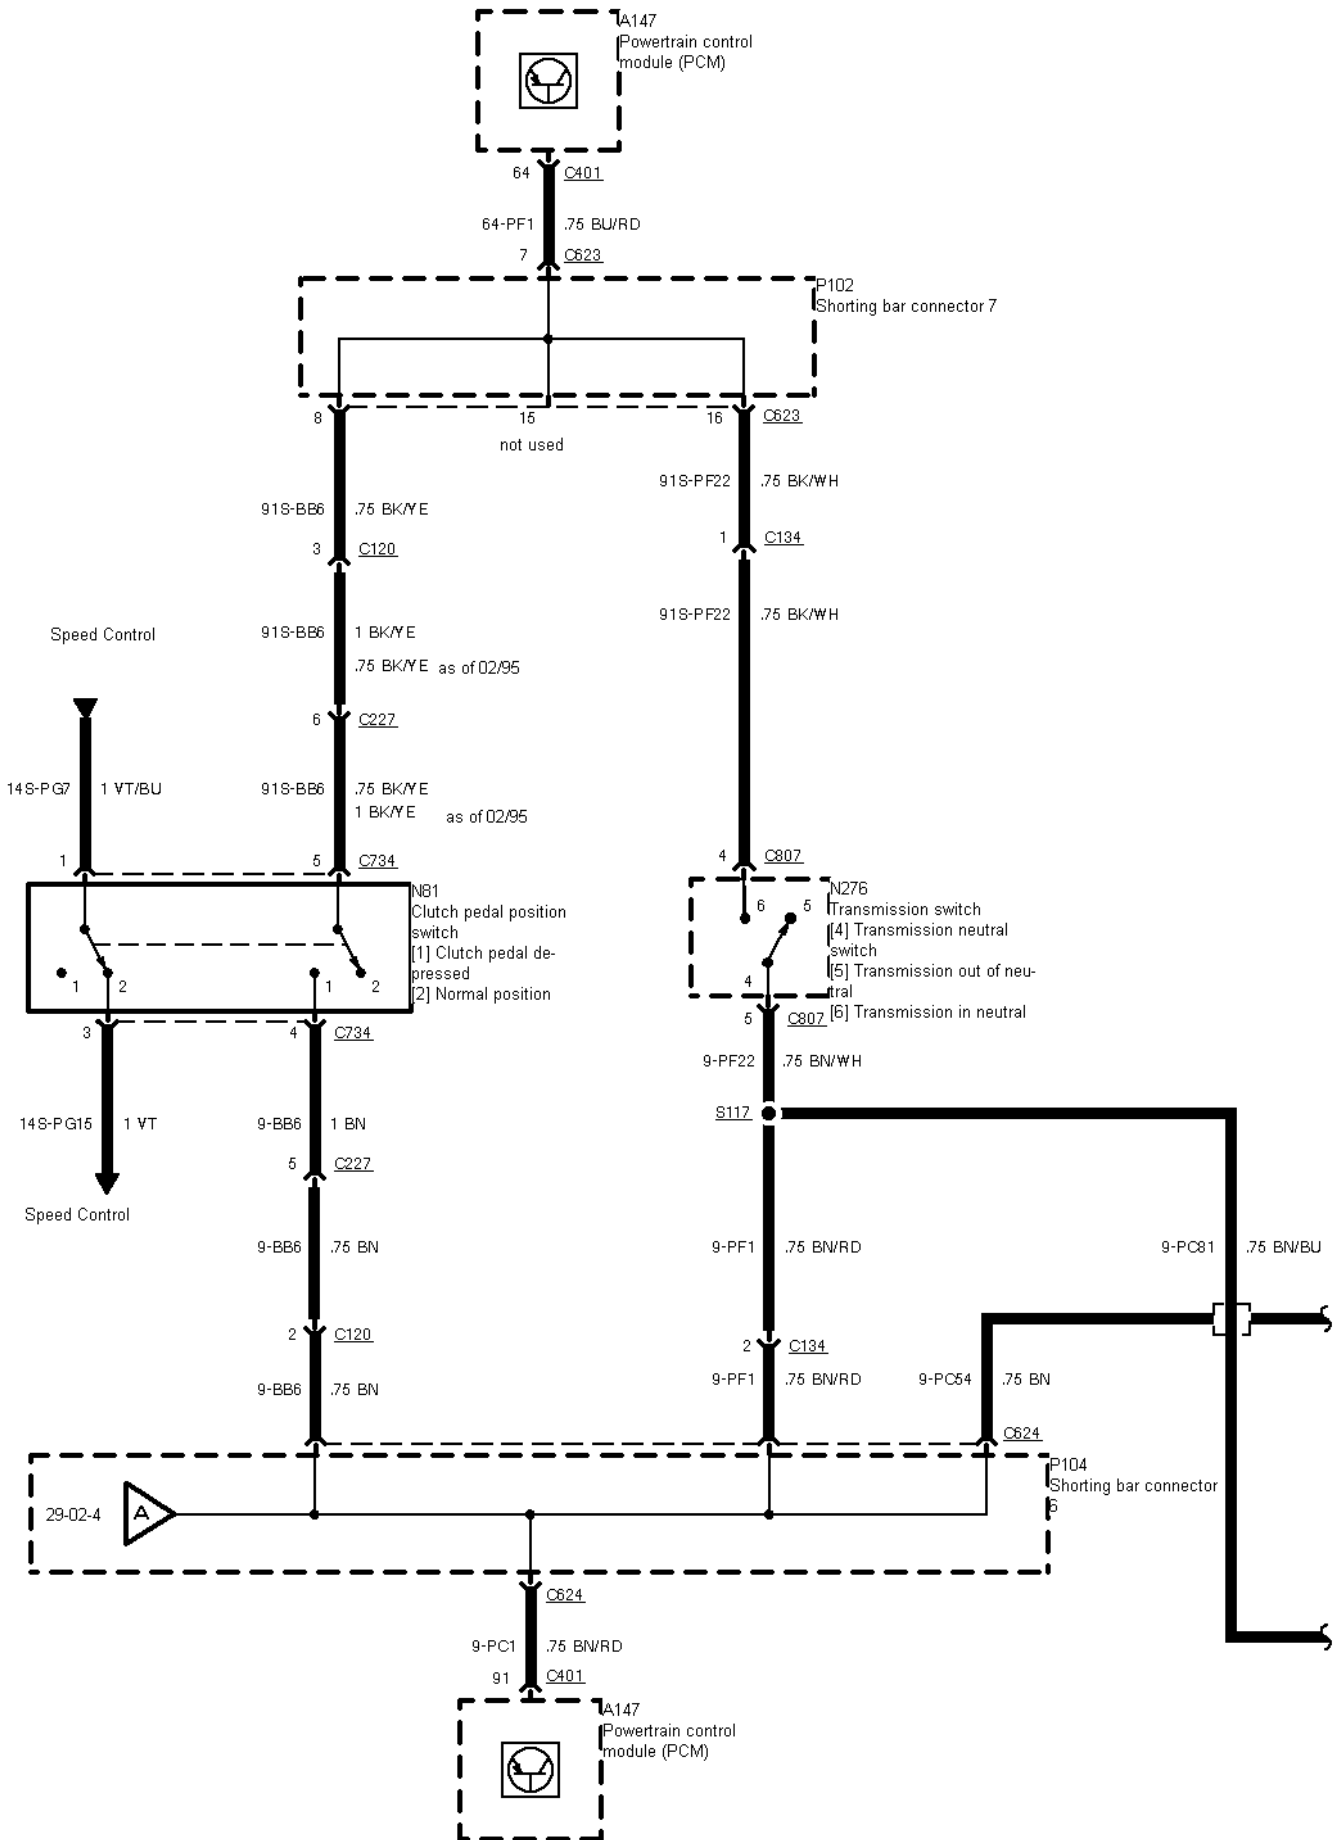 A147
Powertrain control
module (PCM)
64 C401
64-PF1 .75 BU/RD
7 C623
P102
Shorting bar connector 7
8 15 16 C623
not used
91S-PF22 .75 BK/WH
91S-BB6 .75 BK/YE
1 C134
3 C120
91S-PF22 .75 BK/WH
Speed Control
91S-BB6 1 BK/YE
.75 BK/YE as of 02/95
6 C227
14S-PG7 1 VT/BU
91S-BB6 .75 BK/YE
1 BK/YE as of 02/95
1 5 C734
4 C807
N81
Clutch pedal position
switch
[1] Clutch pedal de-
pressed
[2] Normal position
1 2 1 2
N276
Transmission switch
[4] Transmission neutral
switch
[5] Transmission out of neu-
tral
[6] Transmission in neutral
6 5
4
5 C807
3 4 C734
9-PF22 .75 BN/WH
S117
14S-PG15 1 VT
9-BB6 1 BN
5 C227
Speed Control
9-BB6 .75 BN
9-PF1 .75 BN/RD
9-PC81 .75 BN/BU
2 C120
2 C134
9-BB6 .75 BN
9-PF1 .75 BN/RD
9-PC54 .75 BN
C624
P104
Shorting bar connector
6
29-02-4 A
C624
9-PC1 .75 BN/RD
91 C401
A147
Powertrain control
module (PCM)